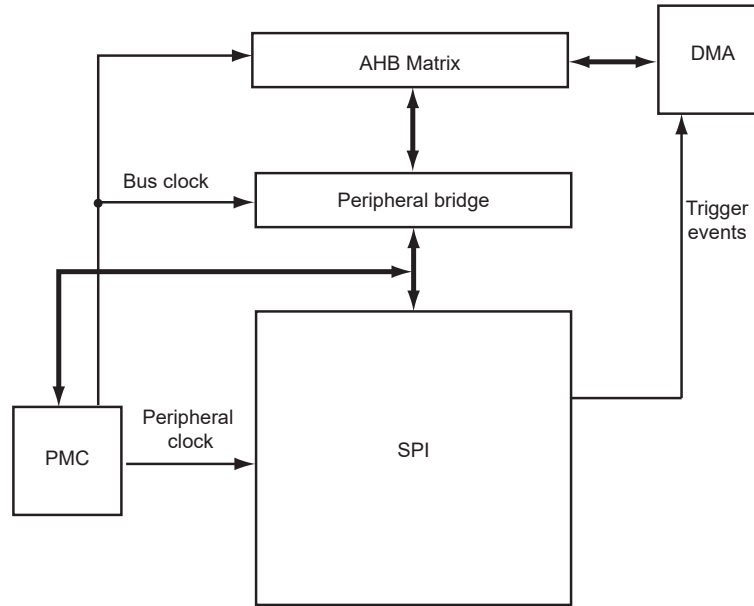 AHB Matrix
DMA
Bus clock
Peripheral bridge
Trigger
events
Peripheral
clock
PMC
SPI